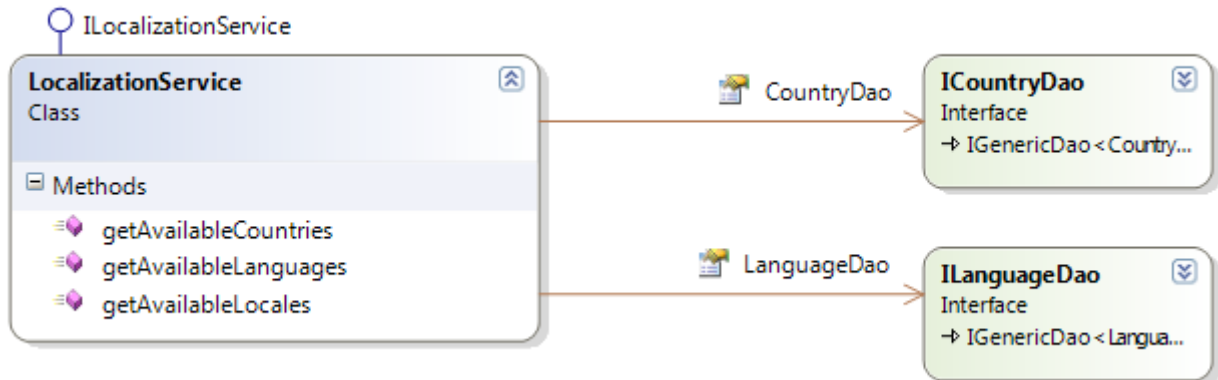 ILocalizationService
LocalizationService
Class
Methods
getAvailableCountries
getAvailableLanguages
getAvailableLocales
CountryDao
ICountryDao
Interface
IGenericDao<Country...
LanguageDao
ILanguageDao
Interface
IGenericDao<Langua...